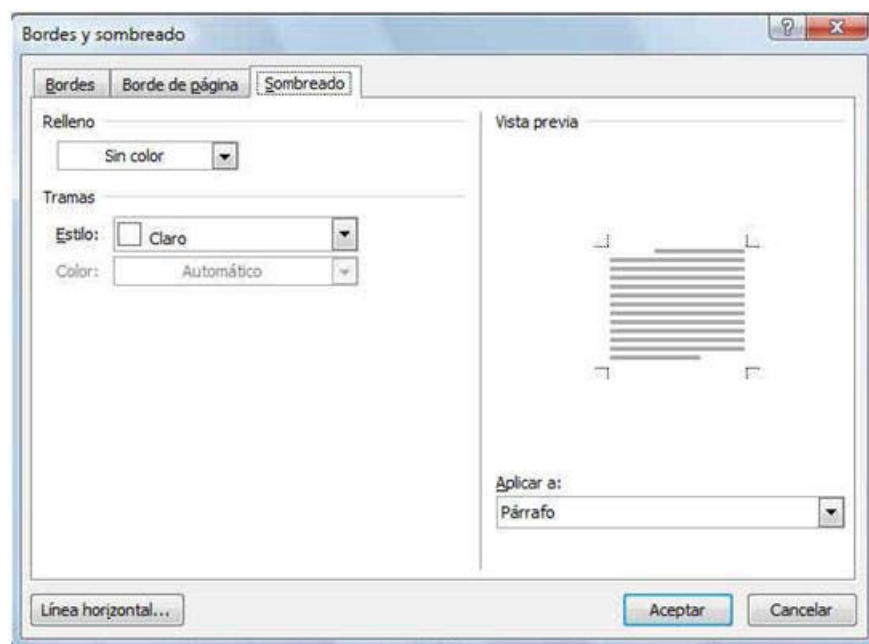 Bordes y sombreado
Bordes
Borde de página
Sombreado
Relleno
Sin color
Tramas
Estilo: Claro
Color: Automático
Vista previa
Aplicar a:
Párrafo
Línea horizontal...
Aceptar
Cancelar